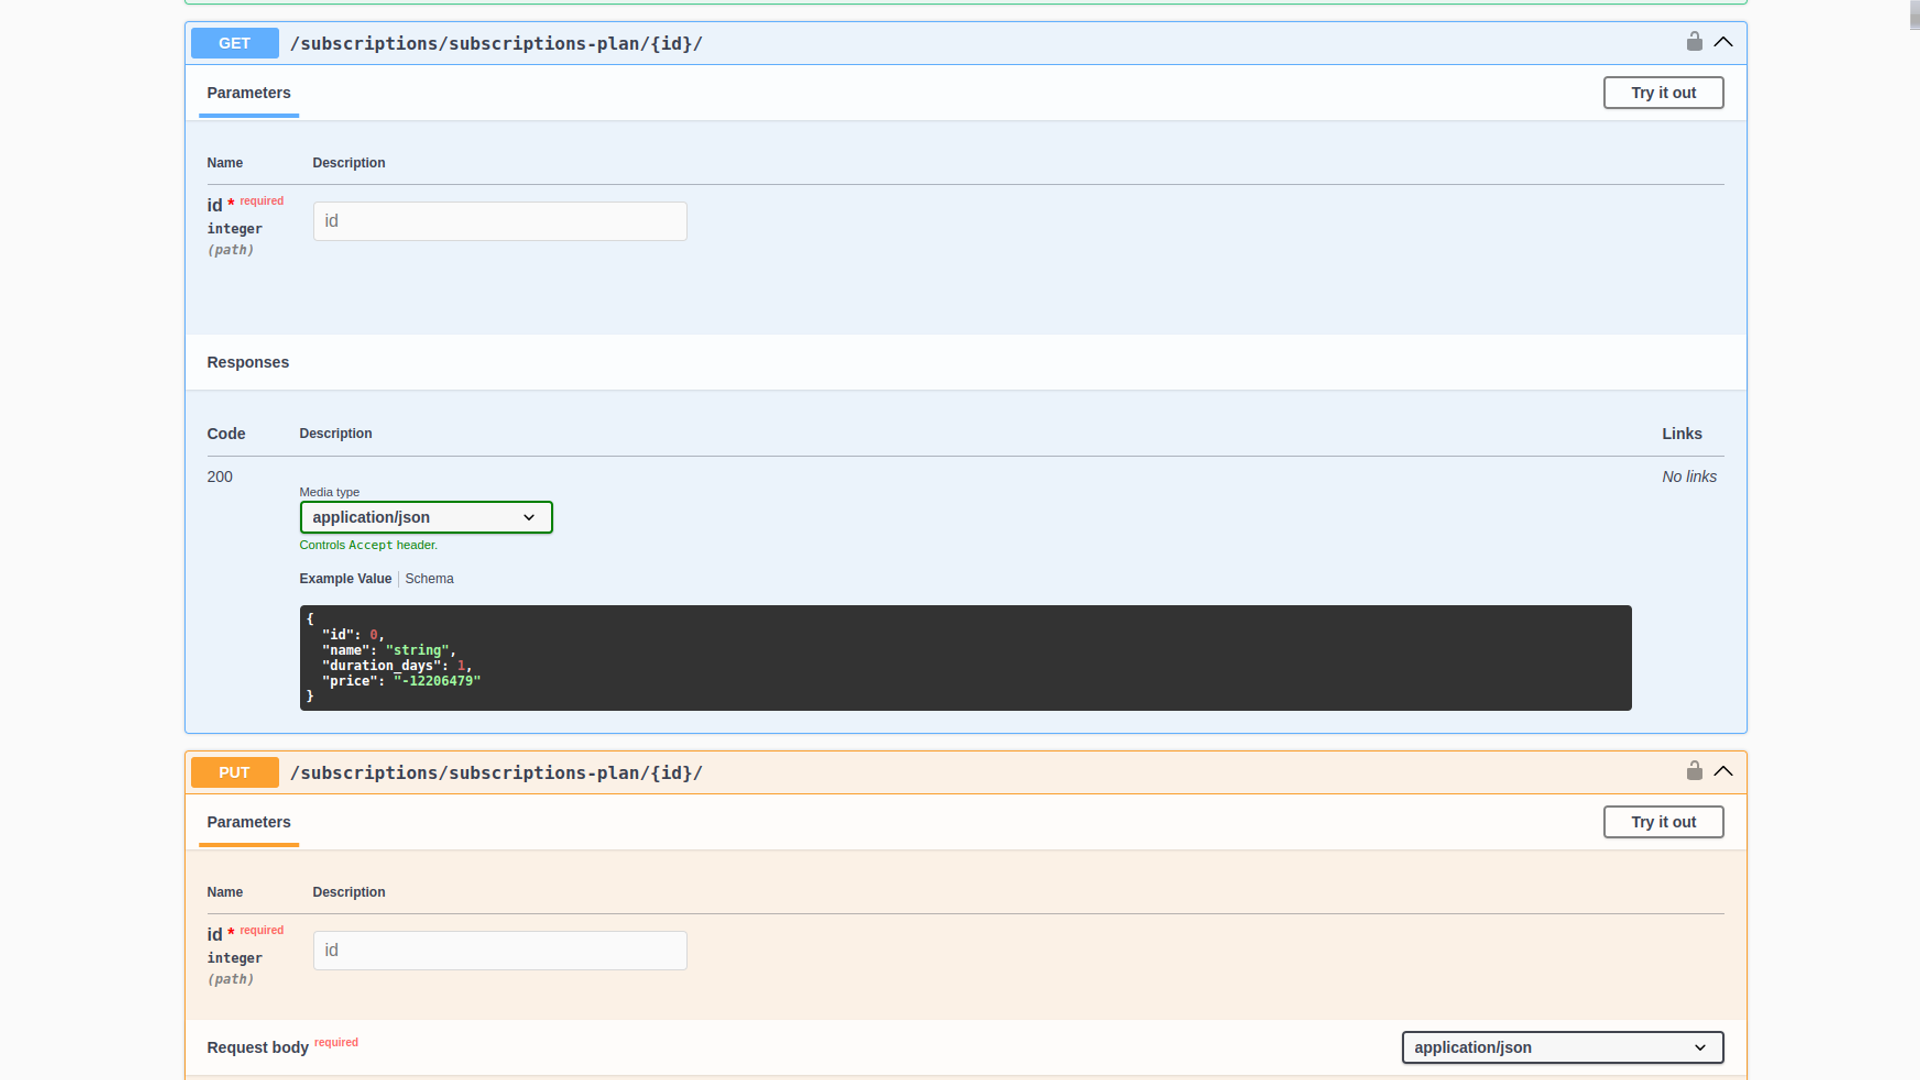 GET /subscriptions/subscriptions-plan/{id}/
Parameters
Try it out
Name Description
id * required
integer
(path)
id
Responses
Code Description Links
200 No links
Media type
application/json
Controls Accept header.
Example Value Schema
{
  "id": 0,
  "name": "string",
  "duration_days": 1,
  "price": "-12206479"
}
PUT /subscriptions/subscriptions-plan/{id}/
Parameters
Try it out
Name Description
id * required
integer
(path)
id
Request body required
application/json